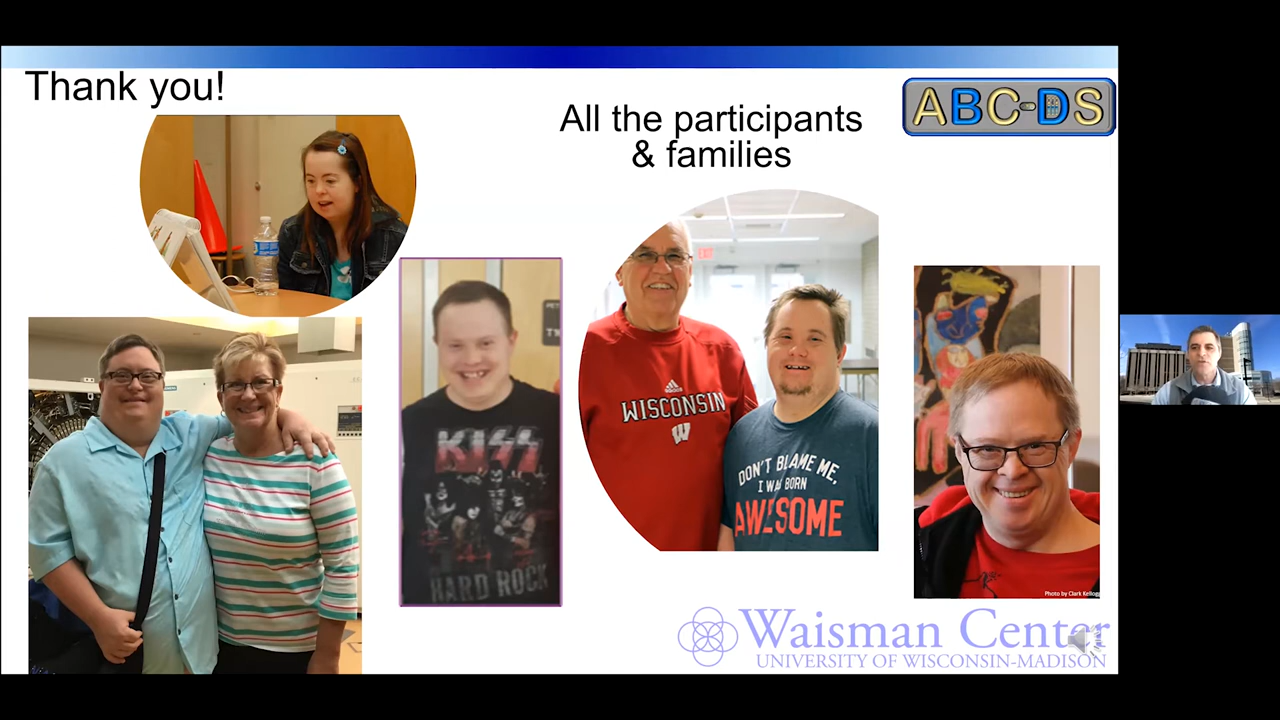 Thank you!
All the participants
& families
ABC-DS
EXIT
KISS
HARD ROCK
WISCONSIN
W
DON'T BLAME ME,
I WAS BORN
AWESOME
Photo by Clark Kellogg
Waisman Center
UNIVERSITY OF WISCONSIN-MADISON